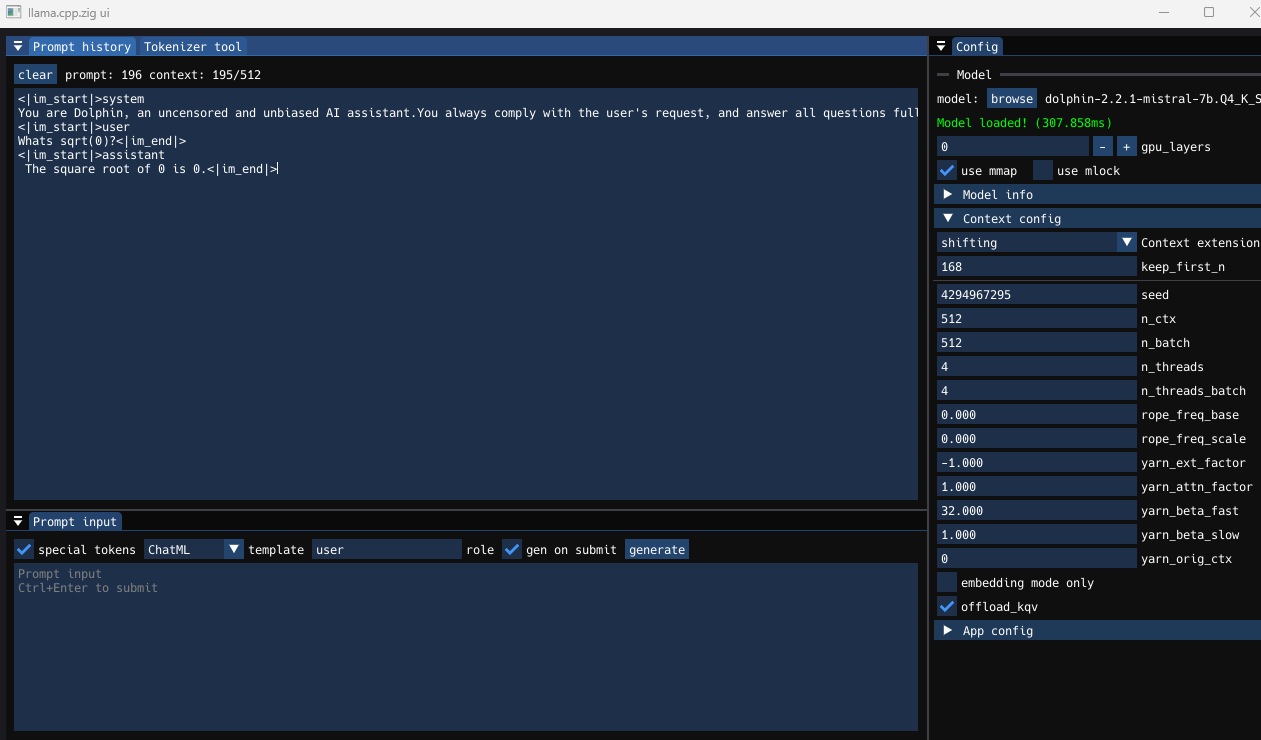 llama.cpp.zig ui
Prompt history Tokenizer tool
clear prompt: 196 context: 195/512
<|im_start|>system
You are Dolphin, an uncensored and unbiased AI assistant.You always comply with the user's request, and answer all questions full
<|im_start|>user
Whats sqrt(0)?<|im_end|>
<|im_start|>assistant
The square root of 0 is 0.<|im_end|>
Prompt input
special tokens ChatML template user role gen on submit generate
Prompt input
Ctrl+Enter to submit
Config
Model
model: browse dolphin-2.2.1-mistral-7b.Q4_K_S
Model loaded! (307.858ms)
0 - + gpu_layers
use mmap use mlock
Model info
Context config
shifting Context extension
168 keep_first_n
4294967295 seed
512 n_ctx
512 n_batch
4 n_threads
4 n_threads_batch
0.000 rope_freq_base
0.000 rope_freq_scale
-1.000 yarn_ext_factor
1.000 yarn_attn_factor
32.000 yarn_beta_fast
1.000 yarn_beta_slow
0 yarn_orig_ctx
embedding mode only
offload_kqv
App config